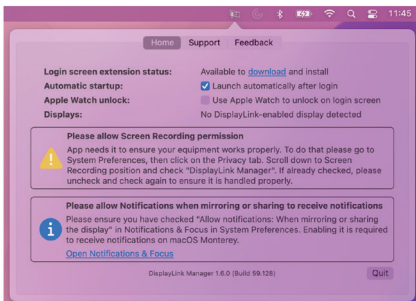 11:45
Home Support Feedback
Login screen extension status: Available to download and install
Automatic startup: Launch automatically after login
Apple Watch unlock: Use Apple Watch to unlock on login screen
Displays: No DisplayLink-enabled display detected
Please allow Screen Recording permission
App needs it to ensure your equipment works properly. To do that please go to
System Preferences, then click on the Privacy tab. Scroll down to Screen
Recording position and check "DisplayLink Manager". If already checked, please
uncheck and check again to ensure it is handled properly.
Please allow Notifications when mirroring or sharing to receive notifications
Please ensure you have checked "Allow notifications: When mirroring or sharing
the display" in Notifications & Focus in System Preferences. Enabling it is required
to receive notifications on macOS Monterey.
Open Notifications & Focus
DisplayLink Manager 1.6.0 (Build 59.128) Quit